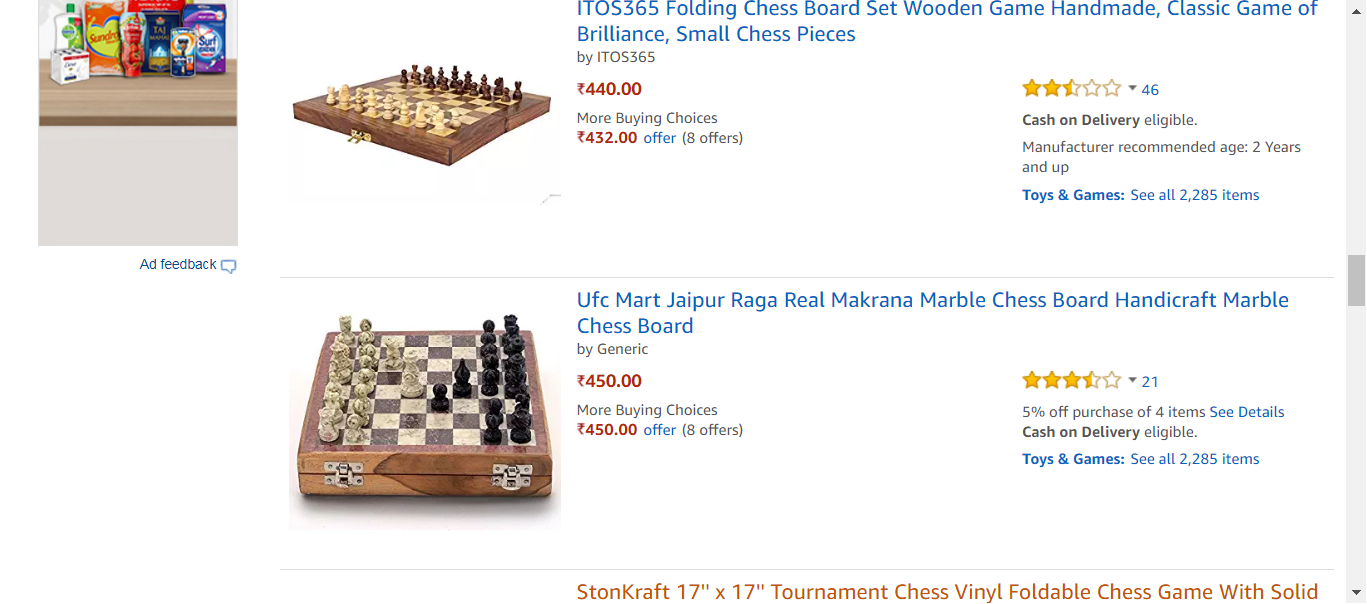 Sundrop
TAJ
MAHAL
Surf
excel
Ad feedback
ITOS365 Folding Chess Board Set Wooden Game Handmade, Classic Game of
Brilliance, Small Chess Pieces
by ITOS365
₹440.00
More Buying Choices
₹432.00 offer (8 offers)
46
Cash on Delivery eligible.
Manufacturer recommended age: 2 Years
and up
Toys & Games: See all 2,285 items
Ufc Mart Jaipur Raga Real Makrana Marble Chess Board Handicraft Marble
Chess Board
by Generic
₹450.00
More Buying Choices
₹450.00 offer (8 offers)
21
5% off purchase of 4 items See Details
Cash on Delivery eligible.
Toys & Games: See all 2,285 items
StonKraft 17" x 17" Tournament Chess Vinyl Foldable Chess Game With Solid